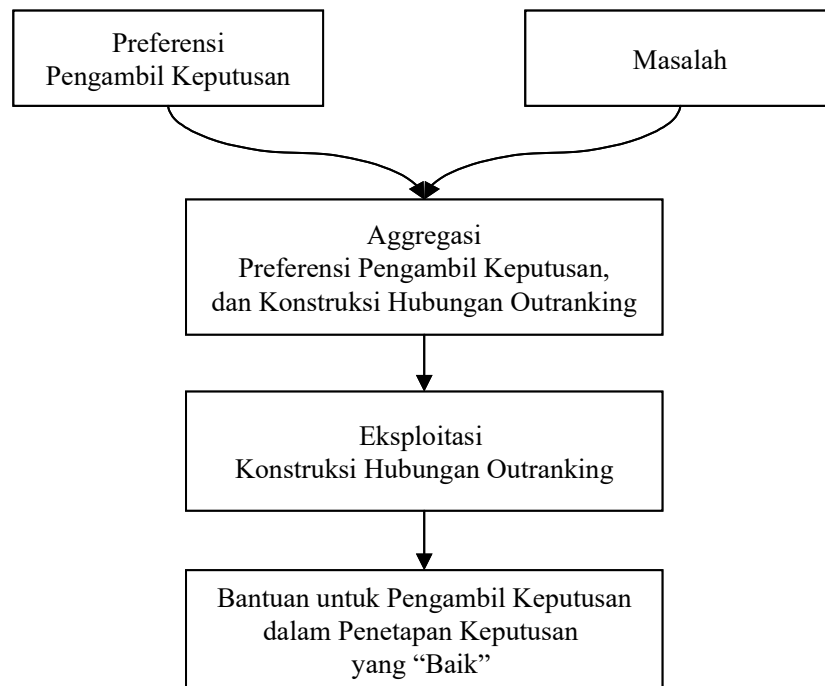 Preferensi
Pengambil Keputusan
Masalah
Aggregasi
Preferensi Pengambil Keputusan,
dan Konstruksi Hubungan Outranking
Eksploitasi
Konstruksi Hubungan Outranking
Bantuan untuk Pengambil Keputusan
dalam Penetapan Keputusan
yang “Baik”